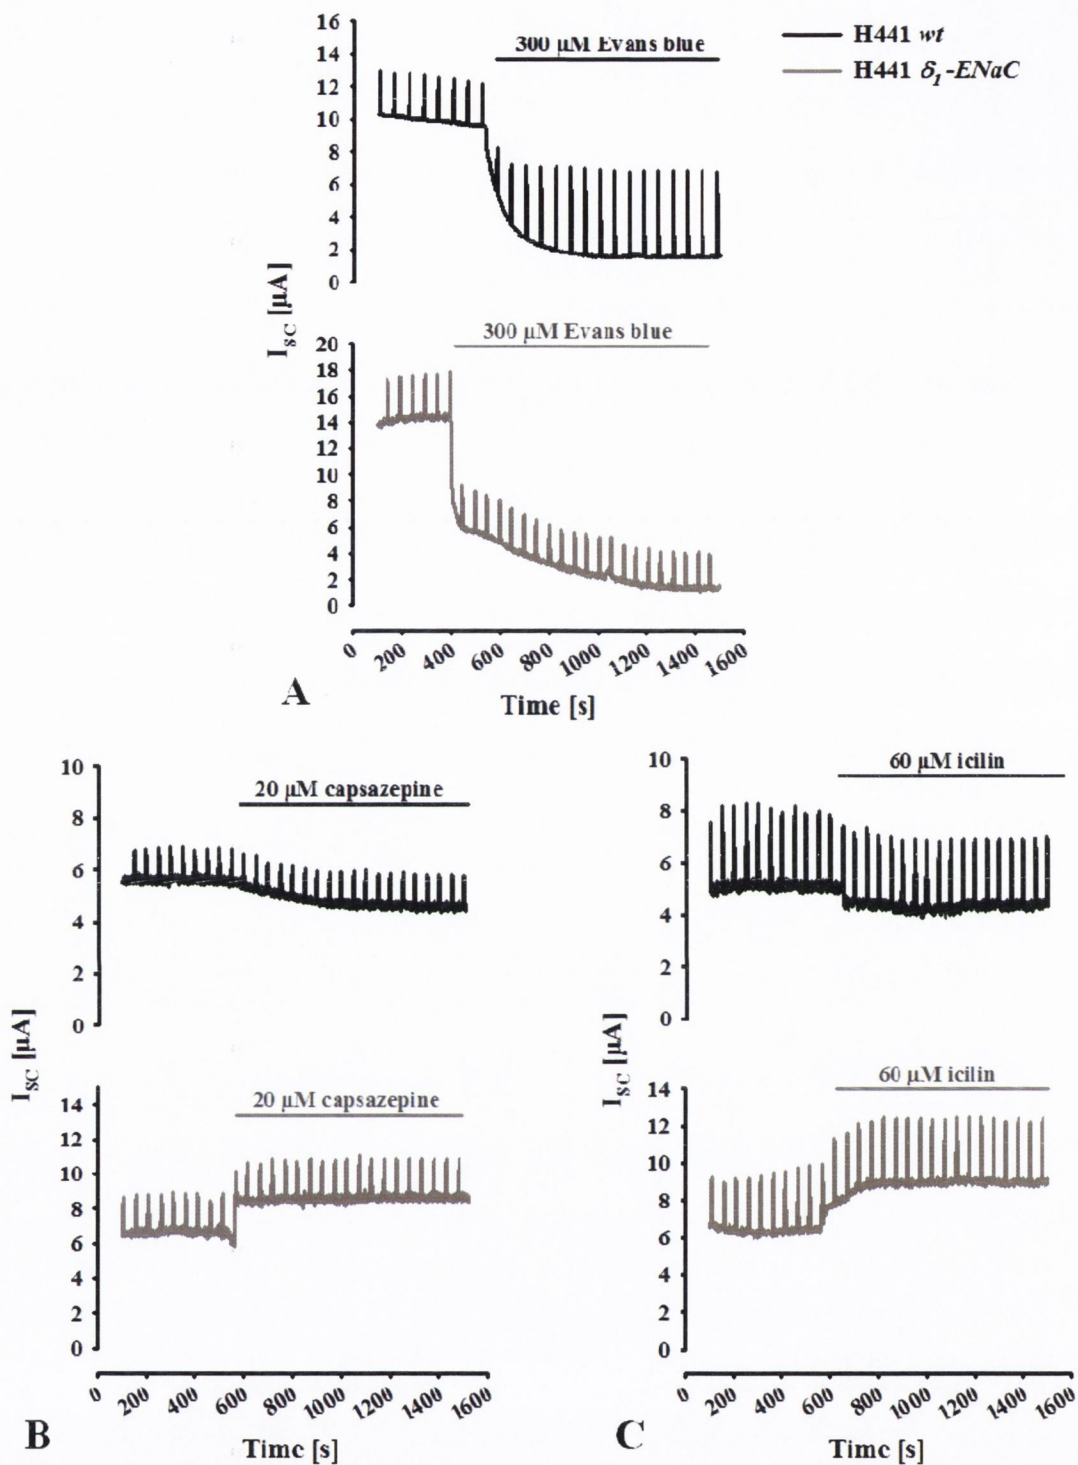 300 μM Evans blue
H441 wt
H441 δ1-ENaC
16
14
12
10
8
6
4
2
0
ISC [μA]
300 μM Evans blue
20
18
16
14
12
10
8
6
4
2
0
0 200 400 600 800 1000 1200 1400 1600
Time [s]
A
20 μM capsazepine
10
8
6
4
2
0
ISC [μA]
20 μM capsazepine
14
12
10
8
6
4
2
0
0 200 400 600 800 1000 1200 1400 1600
Time [s]
B
60 μM icilin
10
8
6
4
2
0
ISC [μA]
60 μM icilin
14
12
10
8
6
4
2
0
0 200 400 600 800 1000 1200 1400 1600
Time [s]
C